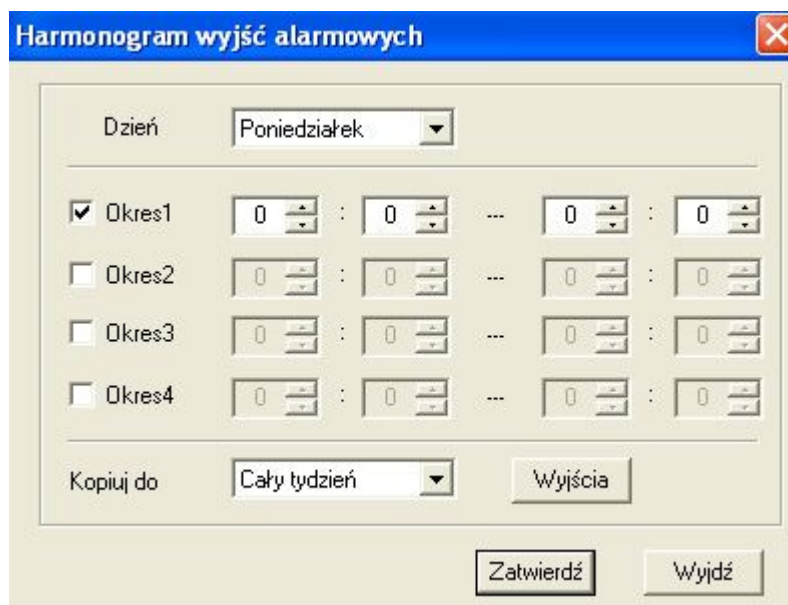 Harmonogram wyjść alarmowych
Dzień Poniedziałek
Okres1 0 : 0 --- 0 : 0
Okres2 0 : 0 --- 0 : 0
Okres3 0 : 0 --- 0 : 0
Okres4 0 : 0 --- 0 : 0
Kopiuj do Cały tydzień Wyjścia
Zatwierdź Wyjdź